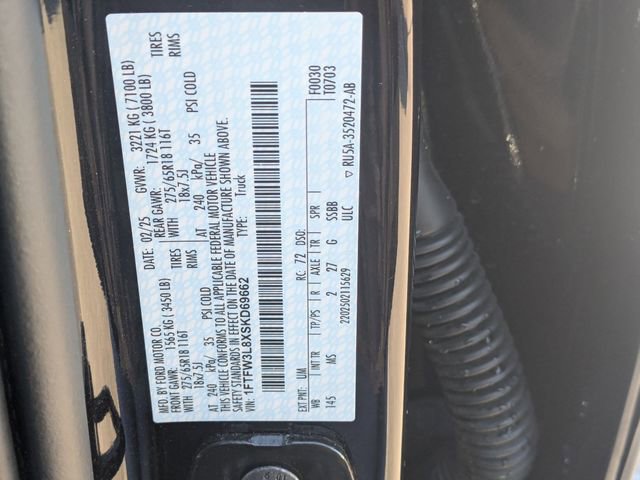 MFD. BY FORD MOTOR CO.
DATE: 02/25 GVWR: 3221 KG ( 7100 LB)
FRONT GAWR: 1565 KG ( 3450 LB) REAR GAWR: 1724 KG ( 3800 LB)
WITH 275/65R18 116T TIRES WITH 275/65R18 116T TIRES
18x7.5J RIMS 18x7.5J RIMS
AT 240 kPa/ 35 PSI COLD AT 240 kPa/ 35 PSI COLD
THIS VEHICLE CONFORMS TO ALL APPLICABLE FEDERAL MOTOR VEHICLE
SAFETY STANDARDS IN EFFECT ON THE DATE OF MANUFACTURE SHOWN ABOVE.
VIN: 1FTFW3L8XSKD69662 TYPE: Truck
F0030
T0703
EXT PNT: UM RC: 72 DSO:
WB INT TR TP/PS R AXLE TR SPR
145 MS 2 27 G SSBB
2202502115629 ULC
▽ RU5A-3520472-AB